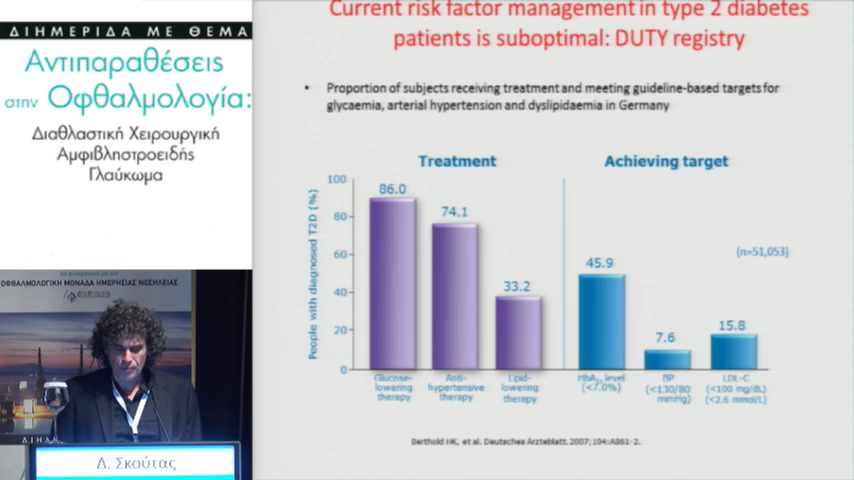 ΔΙΗΜΕΡΙΔΑ ΜΕ ΘΕΜΑ
Αντιπαραθέσεις
στην Οφθαλμολογία:
Διαθλαστική Χειρουργική
Αμφιβληστροειδής
Γλαύκωμα
ΟΦΘΑΛΜΟΛΟΓΙΚΗ ΜΟΝΑΔΑ ΗΜΕΡΗΣΙΑΣ ΝΟΣΗΛΕΙΑΣ
diathlasis
Δ. Σκούτας
Current risk factor management in type 2 diabetes
patients is suboptimal: DUTY registry
• Proportion of subjects receiving treatment and meeting guideline-based targets for
glycaemia, arterial hypertension and dyslipidaemia in Germany
Treatment
Achieving target
People with diagnosed T2D (%)
100
80
60
40
20
0
86.0
74.1
33.2
45.9
7.6
15.8
(n=51,053)
Glucose-
lowering
therapy
Anti-
hypertensive
therapy
Lipid-
lowering
therapy
HbA1c level
(<7.0%)
BP
(<130/80
mmHg)
LDL-C
(<100 mg/dL)
(<2.6 mmol/L)
Berthold HK, et al. Deutsches Ärzteblatt. 2007;104:A861-2.